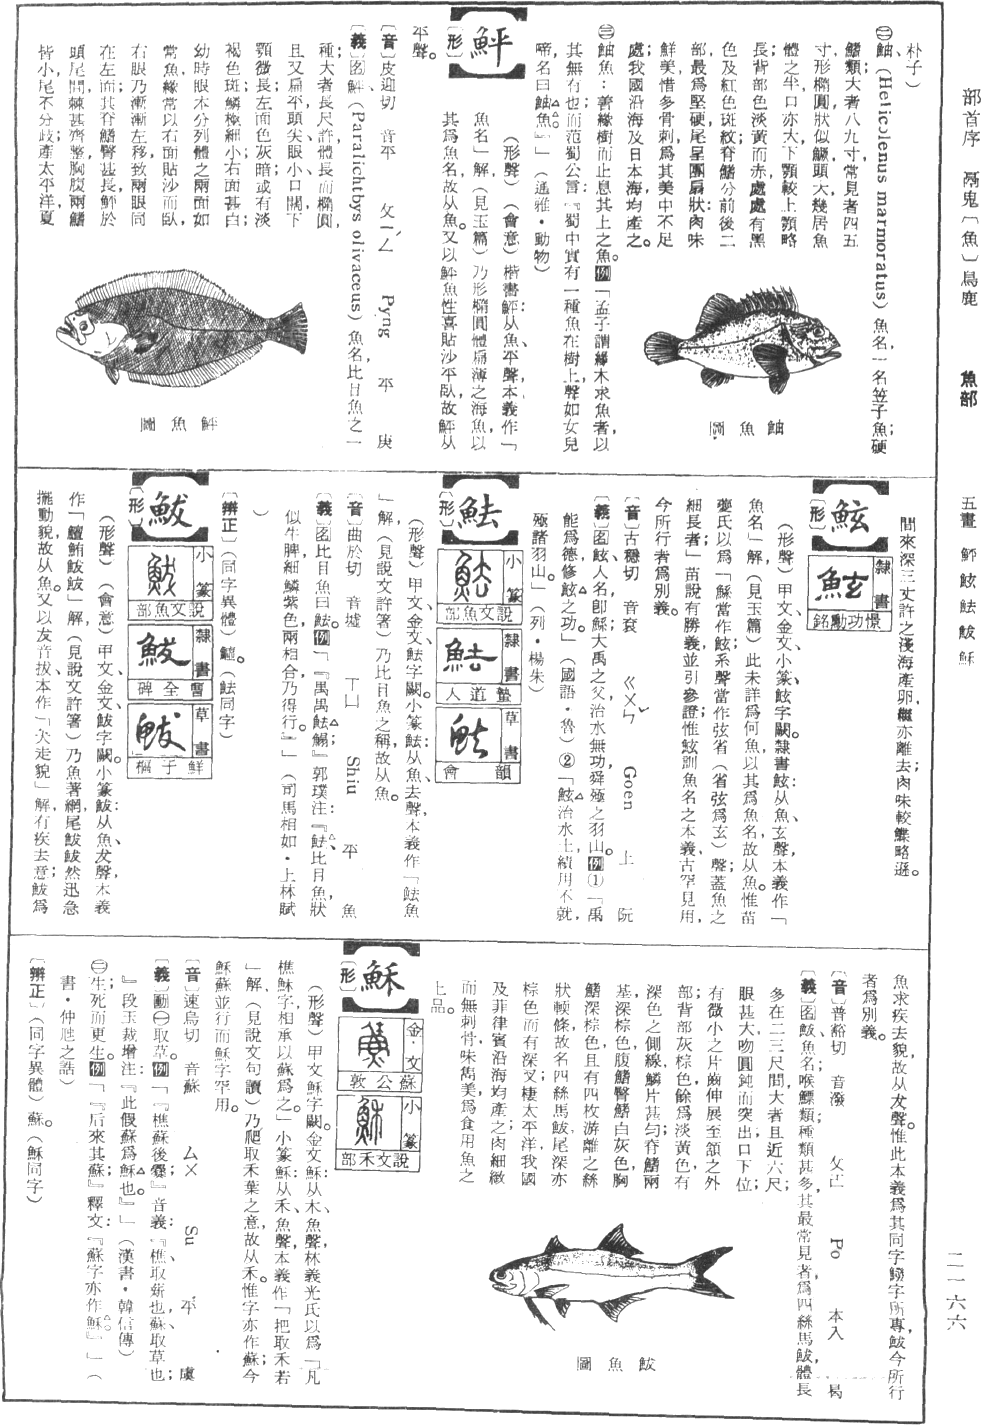 部首序 鬲鬼〔魚〕鳥鹿
魚部
五畫 鮃鮌魼鮁穌
二一六六
朴子）
㊁鮋（Helicolenus marmoratus）魚名，一名笠子魚；硬
鰭類；大者八九寸，常見者四五
寸；形橢圓，狀似鱖；頭大，幾居魚
體之半；口亦大，下顎較上顎略
長；背部色淡黃而赤，處處有黑
色及紅色斑紋；脊鰭分前後二
部，最爲堅硬；尾呈團扇狀；肉味
鮮美，惜多骨刺，爲其美中不足
處；我國沿海及日本海均產之。
鮋魚圖
㊂鮋魚：善緣樹而止息其上之魚。例「孟子謂緣木求魚者，以
其無有也；而范蜀公言：『蜀中實有一種魚在樹上，聲如女兒
啼，名曰鮋魚。』」（通雅・動物）
鮃
〔形〕
（形聲）（會意）楷書鮃：从魚、平聲，本義作「
魚名」解（見玉篇），乃形橢圓體扁薄之海魚，以
其爲魚名，故从魚。又以鮃魚性喜貼沙平臥，故鮃从
平聲。
〔音〕皮迎切 音平 ㄆㄧㄥˊ Pyng 平 庚
〔義〕名鮃（Paralichthys olivaceus）魚名，比目魚之一
種；大者長尺許；體長而橢圓，
且又扁平；頭尖，眼小，口闊，下
顎微長；左面色灰暗或有淡
褐色斑，鱗極細小；右面甚白；
幼時眼本分列體之兩面如
常魚，緣常以右面貼沙而臥，
右眼乃漸漸左移，致兩眼同
在左；而其脊鰭臀甚長，鮃於
頭尾間，棘甚齊整；胸腹兩鰭
皆小，尾不分歧；產太平洋，夏
鮃魚圖
間來深三丈許之淺海產卵，
亦離去；肉味較鰈略遜。
鮌
〔形〕
隸書
憬功勳銘
（形聲）甲文、金文、小篆鮌字闕。隸書鮌从魚、玄聲，本義作「
魚名」解（見玉篇），此未詳爲何魚，以其爲魚名，故从魚。惟苗
夔氏以爲「鯀當作鮌，系聲當作弦省（省弦爲玄）聲，蓋魚之
細長者」，苗說有勝義，並引參證。惟鮌別魚名之本義古罕見用，
今所行者爲別義。
〔音〕古穩切 音袞 ㄍㄨㄣˇ Goen 上 阮
〔義〕名鮌，人名，卽鯀，大禹之父，治水無功，舜殛之羽山。例①「禹
能爲德修鮌之功。」（國語・魯）②「鮌治水土，績用不就，
殛諸羽山。」（列・楊朱）
魼
〔形〕
小篆
說文魚部
隸書
墊道人
草書
韻會
（形聲）甲文、金文魼字闕。小篆魼：从魚、去聲，本義作「魼魚
」解（見說文許箸），乃比目魚之稱，故从魚。
〔音〕曲於切 音墟 ㄒㄩ Shiu 平 魚
〔義〕名比目魚曰魼。例「『禺禺魼鰨』郭璞注：『魼，比目魚，狀
似牛脾，細鱗，紫色，兩相合乃得行。』」（司馬相如・上林賦
）
〔辨正〕（同字異體）鱋。（魼同字）
鮁
〔形〕
小篆
說文魚部
隸書
曹全碑
草書
鮮于樞
（形聲）（會意）甲文、金文鮁字闕。小篆鮁：从魚、犮聲，本義
作「鱣鮪鮁鮁」解（見說文許箸），乃魚著網，尾鮁鮁然迅急
擺動貌，故从魚。又以犮音拔，本作「犬走貌」解，有疾去意；鮁爲
魚求疾去貌，故从犮聲。惟此本義爲其同字鱍字所專，鮁今所行
者爲別義。
〔音〕普裕切 音潑 ㄆㄛ Po 本入 曷
〔義〕名鮁，魚名，喉鰾類；種類甚多，其最常見者爲四絲馬鮁；體長
多在二三尺間，大者且近六尺；
眼甚大，吻圓鈍而突出，口下位，
有微小之片齒伸展至頷之外
部；背部灰棕色，餘爲淡黃色，有
深色之側線，鱗片甚勻；脊鰭兩
基深棕色，腹鰭臀鰭白灰色，胸
鰭深棕色，且有四枚游離之絲
狀軟條，故名四絲馬鮁；尾深赤
棕色而有深叉；棲太平洋，我國
及菲律賓沿海均產之；肉細緻
而無刺骨，味雋美，爲食用魚之
上品。
鮁魚圖
穌
〔形〕
金文
蘇公敦
小篆
說文禾部
（形聲）甲文穌字闕。金文穌：从木、魚聲，林義光氏以爲「凡
樵穌字相承以蘇爲之。」小篆穌：从禾、魚聲，本義作「把取禾若
」解（見說文句讀），乃爬取禾葉之意，故从禾。惟字亦作蘇，今
穌蘇並行而穌字罕用。
〔音〕速烏切 音蘇 ㄙㄨ Su 平 虞
〔義〕動㊀取草。例「『樵蘇後爨』音義：『樵，取薪也；蘇，取草也；
』段玉裁增注：『此假蘇爲穌也。』」（漢書・韓信傳）
㊁生；死而更生。例「『后來其蘇』釋文：『蘇字亦作穌。』」（
書・仲虺之誥）
〔辨正〕（同字異體）蘇。（穌同字）